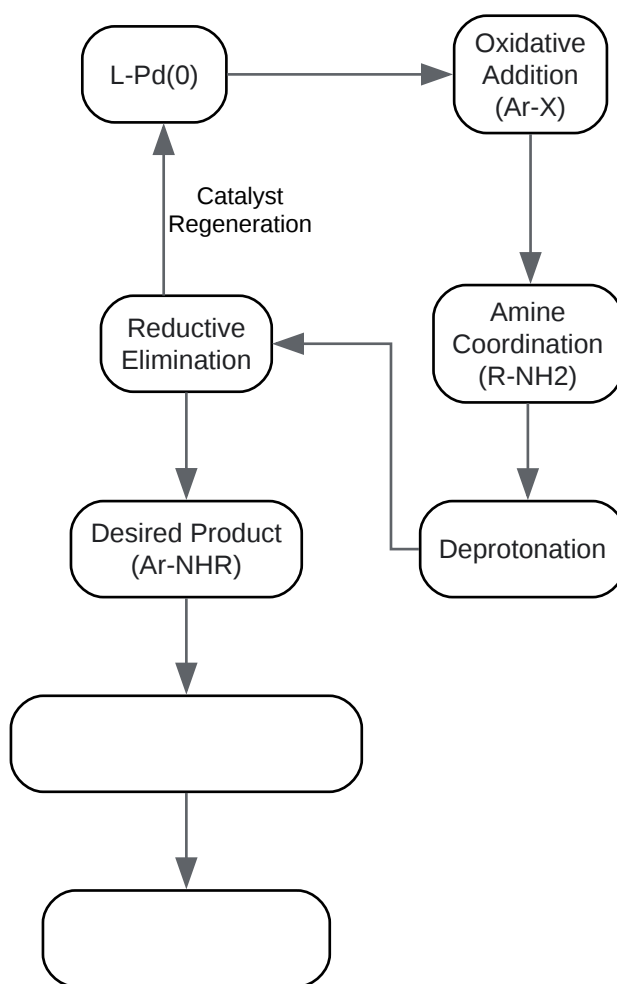 L-Pd(0)
Oxidative
Addition
(Ar-X)
Catalyst
Regeneration
Reductive
Elimination
Amine
Coordination
(R-NH2)
Desired Product
(Ar-NHR)
Deprotonation